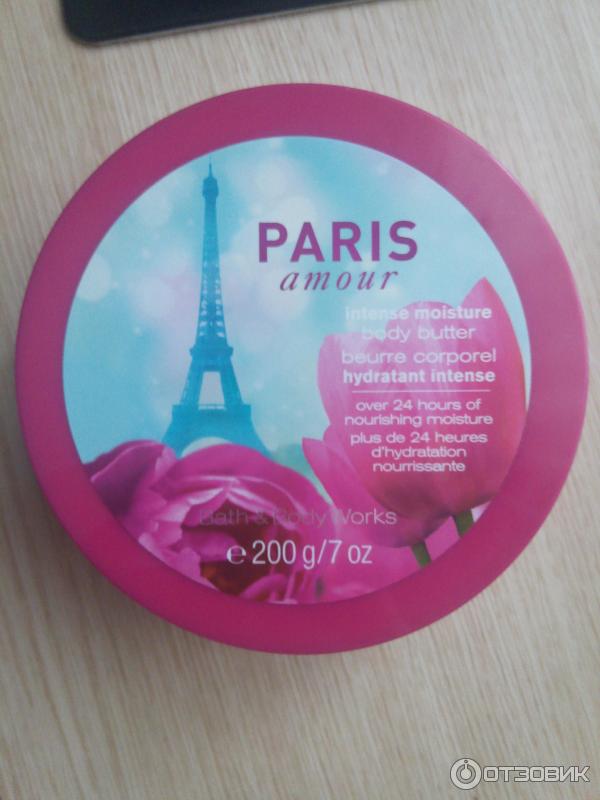 PARIS
amour
intense moisture
body butter
beurre corporel
hydratant intense
over 24 hours of
nourishing moisture
plus de 24 heures
d'hydratation
nourrissante
Bath & Body Works
℮ 200 g/7 oz
ОТЗОВИК